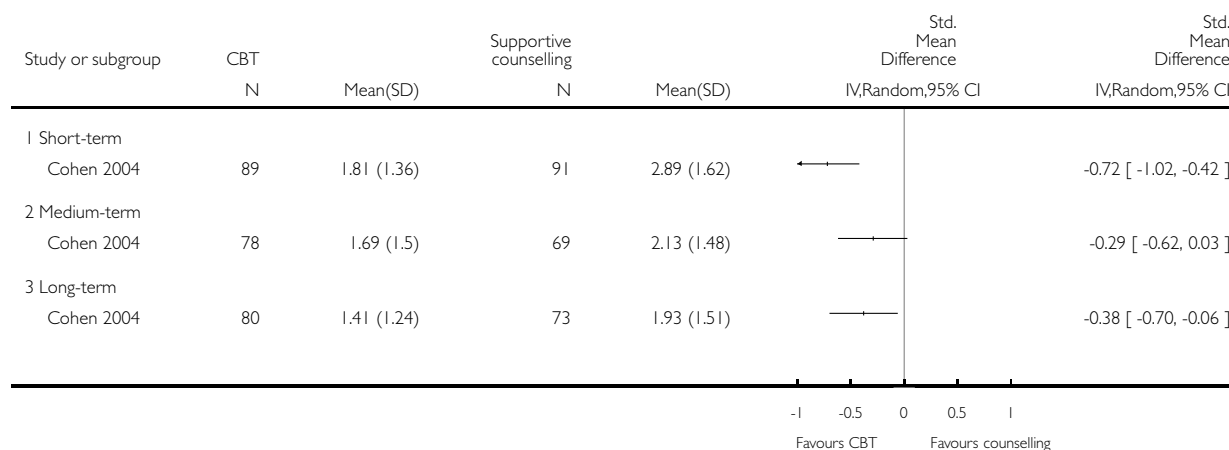 Study or subgroup CBT Supportive counselling Std. Mean Difference Std. Mean Difference
N Mean(SD) N Mean(SD) IV,Random,95% CI IV,Random,95% CI
1 Short-term
Cohen 2004 89 1.81 (1.36) 91 2.89 (1.62) -0.72 [ -1.02, -0.42 ]
2 Medium-term
Cohen 2004 78 1.69 (1.5) 69 2.13 (1.48) -0.29 [ -0.62, 0.03 ]
3 Long-term
Cohen 2004 80 1.41 (1.24) 73 1.93 (1.51) -0.38 [ -0.70, -0.06 ]
-1 -0.5 0 0.5 1
Favours CBT Favours counselling